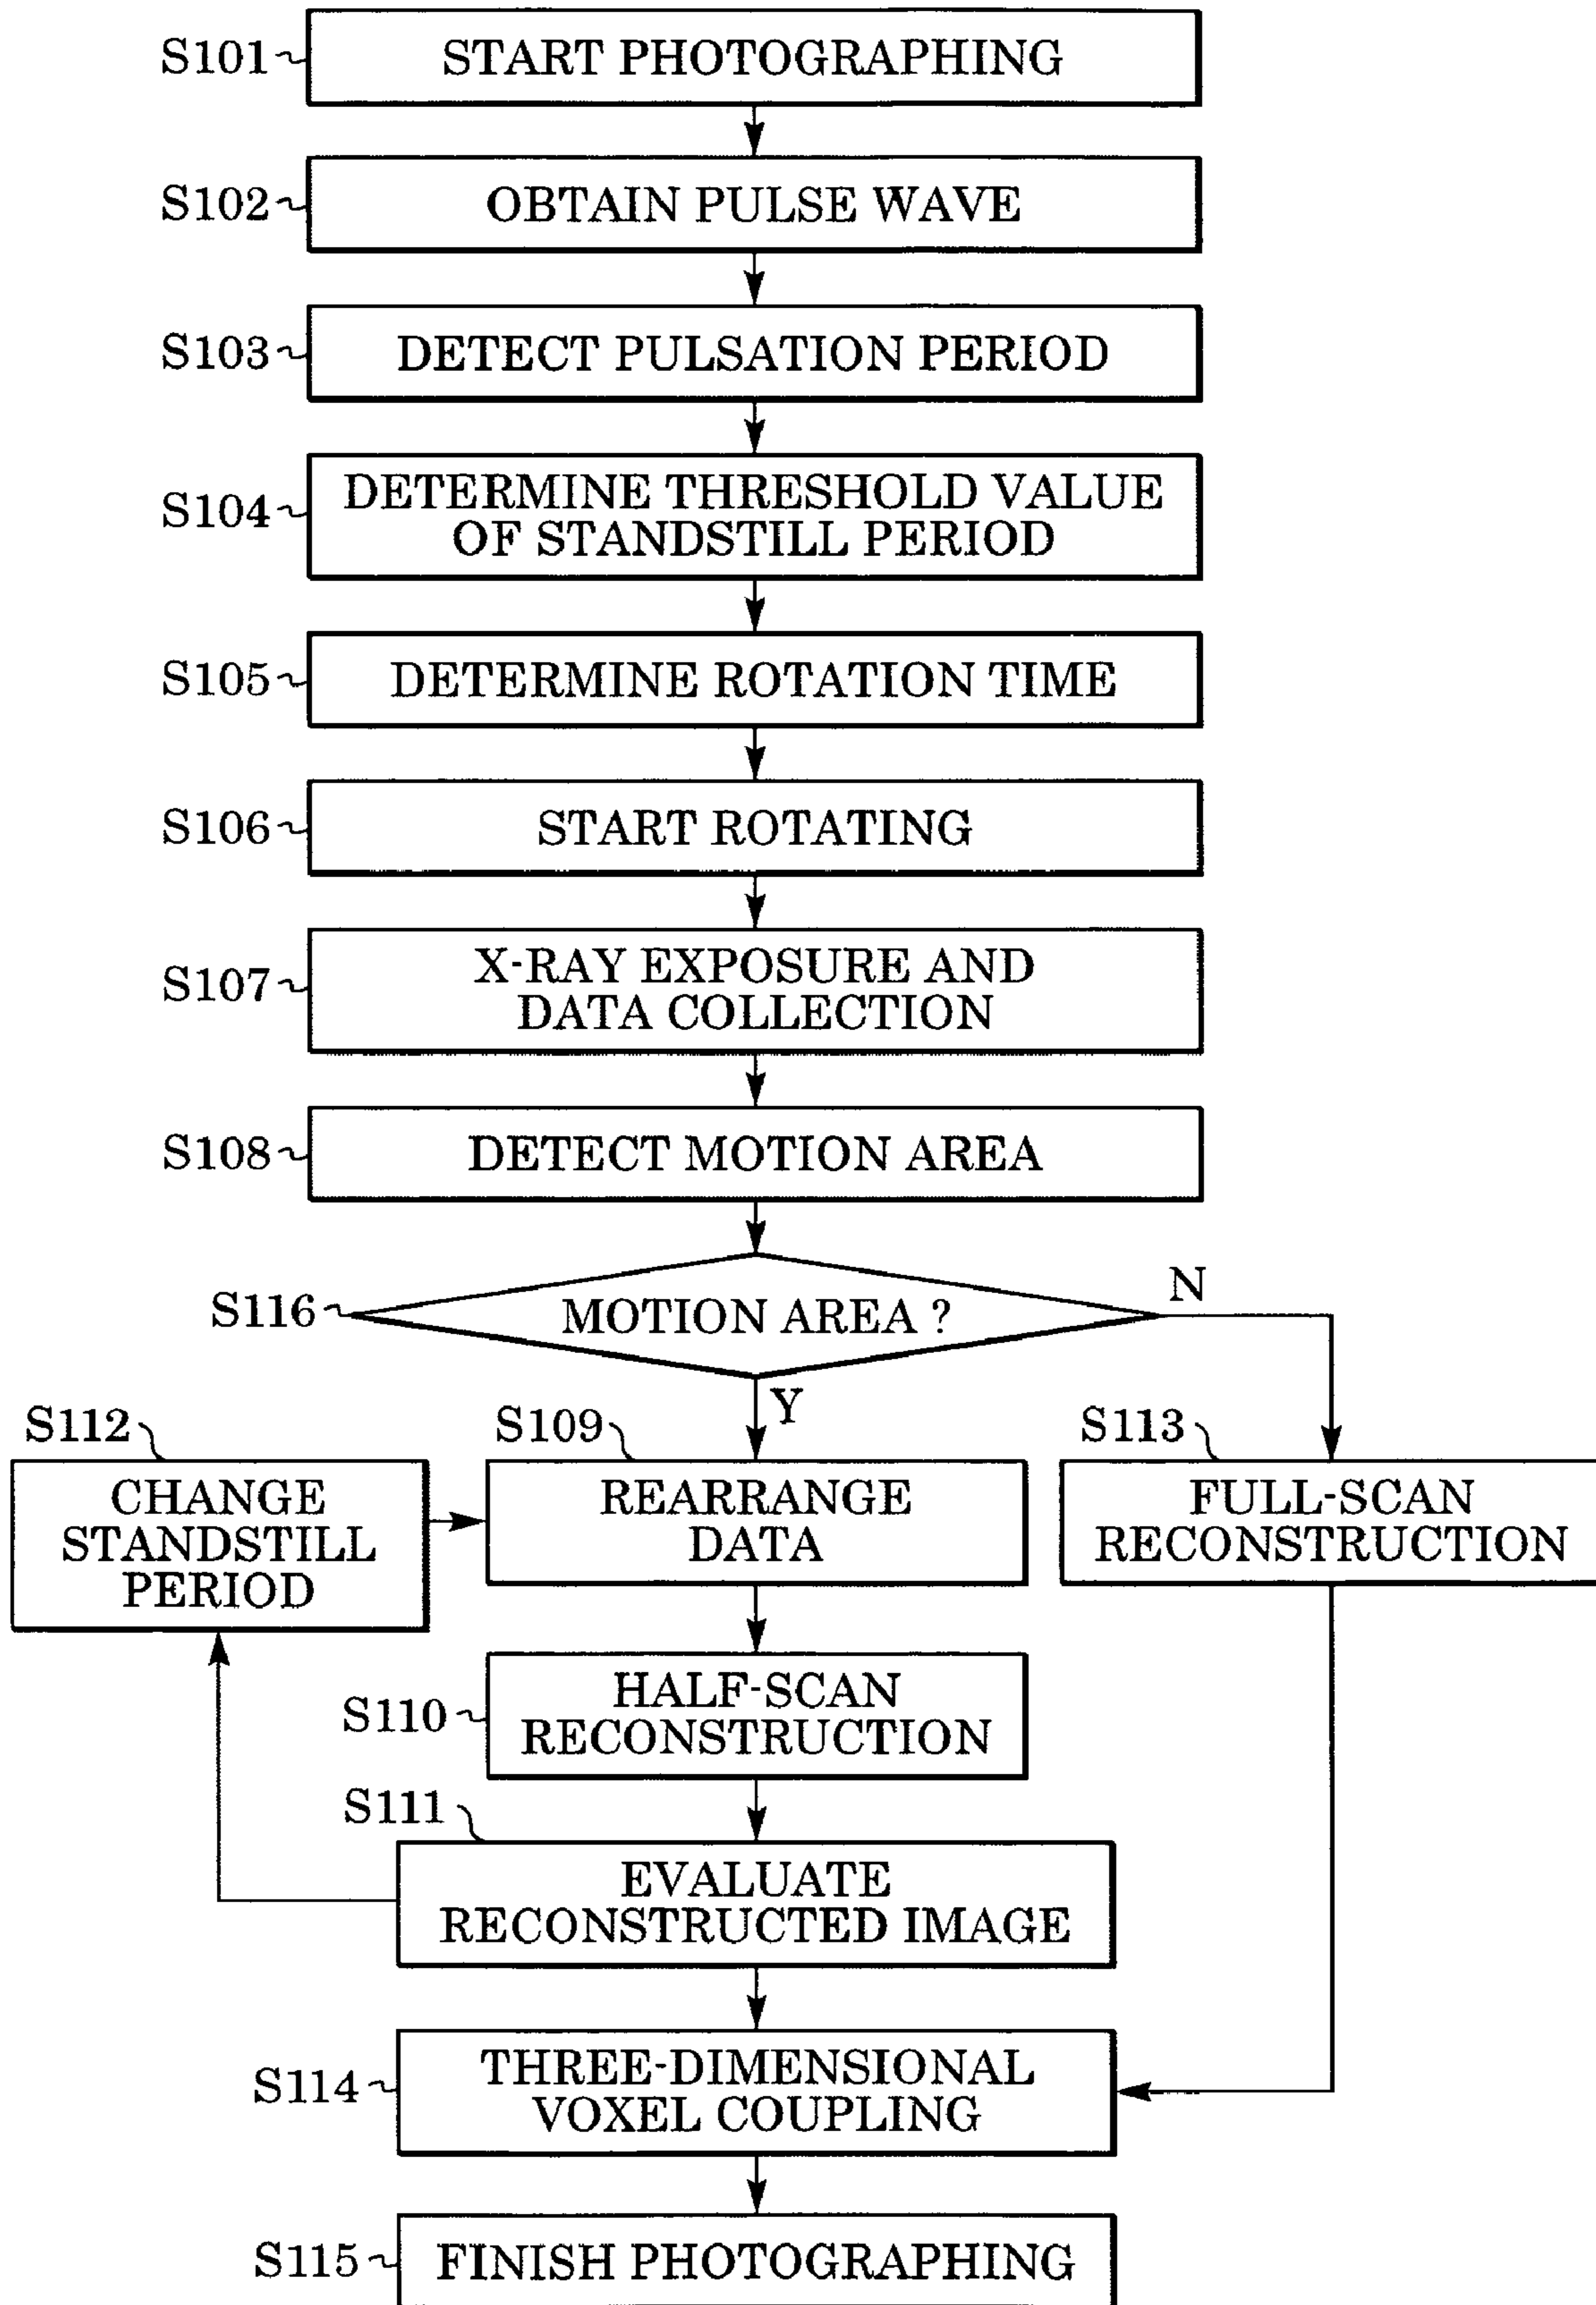 S101
START PHOTOGRAPHING
S102
OBTAIN PULSE WAVE
S103
DETECT PULSATION PERIOD
S104
DETERMINE THRESHOLD VALUE
OF STANDSTILL PERIOD
S105
DETERMINE ROTATION TIME
S106
START ROTATING
S107
X-RAY EXPOSURE AND
DATA COLLECTION
S108
DETECT MOTION AREA
S116
MOTION AREA ?
N
Y
S112
CHANGE
STANDSTILL
PERIOD
S109
REARRANGE
DATA
S113
FULL-SCAN
RECONSTRUCTION
S110
HALF-SCAN
RECONSTRUCTION
S111
EVALUATE
RECONSTRUCTED IMAGE
S114
THREE-DIMENSIONAL
VOXEL COUPLING
S115
FINISH PHOTOGRAPHING